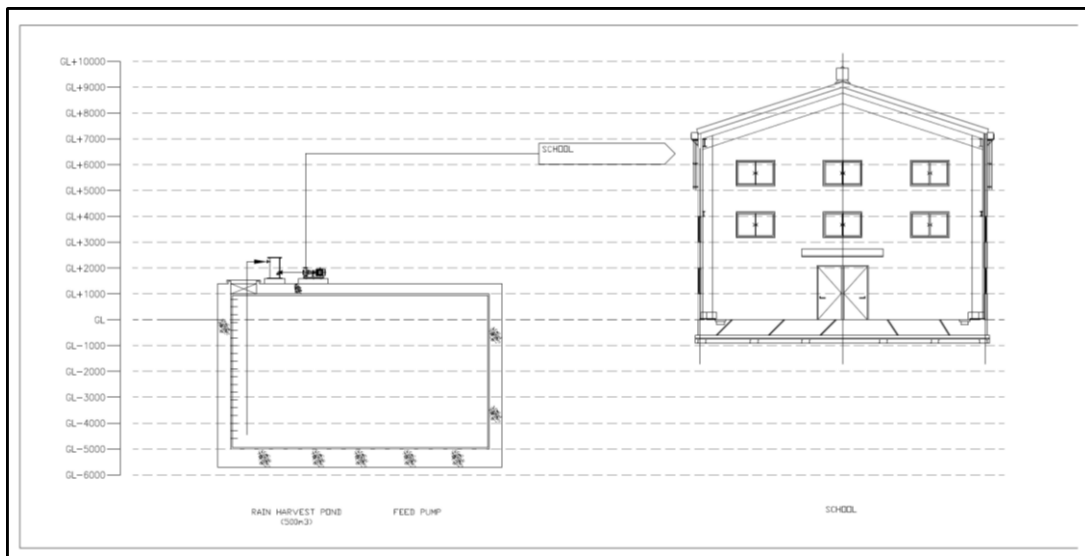 GL+10000
GL+9000
GL+8000
GL+7000
GL+6000
GL+5000
GL+4000
GL+3000
GL+2000
GL+1000
GL
GL-1000
GL-2000
GL-3000
GL-4000
GL-5000
GL-6000
SCHOOL
RAIN HARVEST POND
(500m3)
FEED PUMP
SCHOOL